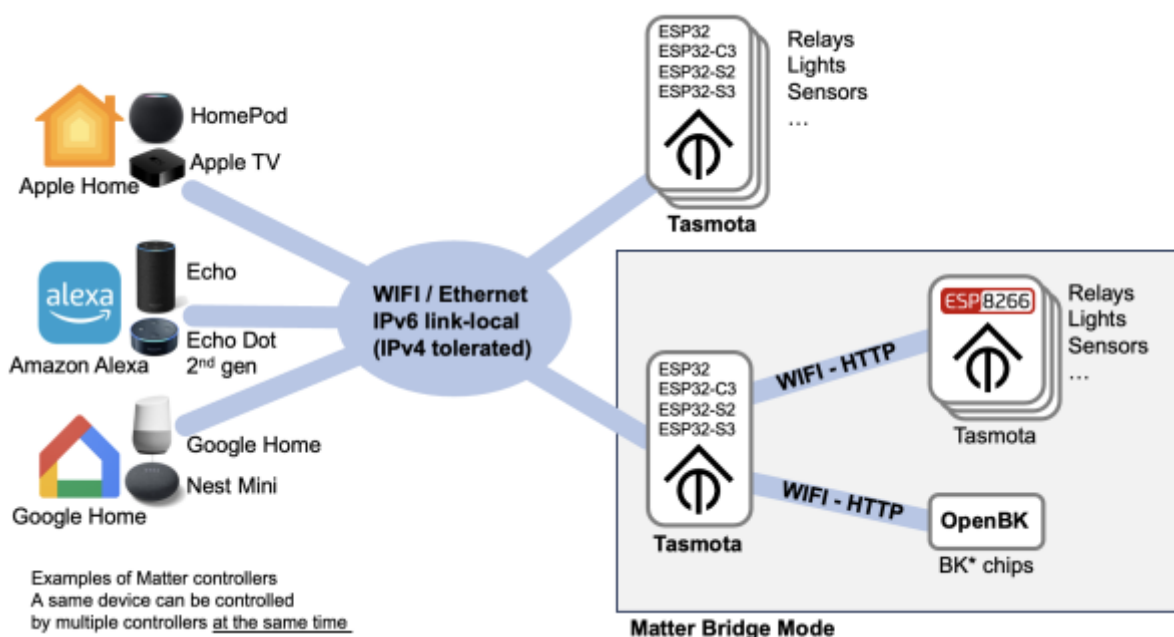 HomePod
Apple TV
Apple Home
alexa
Echo
Echo Dot
2nd gen
Amazon Alexa
Google Home
Nest Mini
Google Home
Examples of Matter controllers
A same device can be controlled
by multiple controllers at the same time
WIFI / Ethernet
IPv6 link-local
(IPv4 tolerated)
ESP32
ESP32-C3
ESP32-S2
ESP32-S3
Tasmota
Relays
Lights
Sensors
…
ESP32
ESP32-C3
ESP32-S2
ESP32-S3
Tasmota
WIFI - HTTP
WIFI - HTTP
ESP8266
Tasmota
Relays
Lights
Sensors
…
OpenBK
BK* chips
Matter Bridge Mode